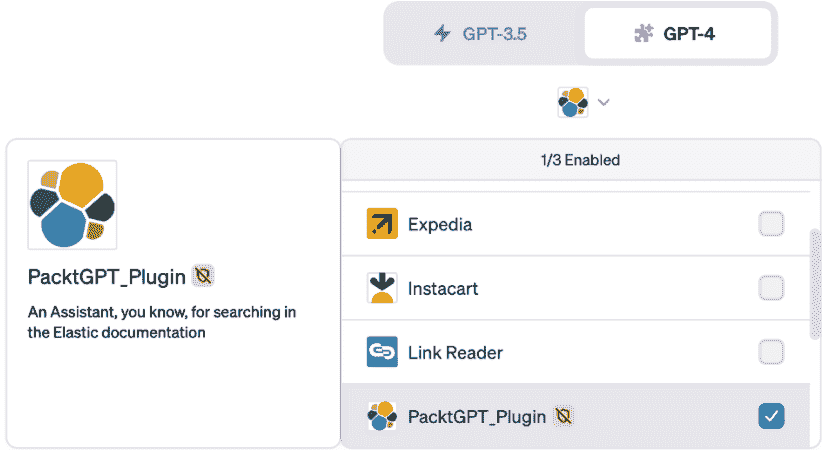 GPT-3.5
GPT-4
1/3 Enabled
PacktGPT_Plugin
An Assistant, you know, for searching in
the Elastic documentation
Expedia
Instacart
Link Reader
PacktGPT_Plugin